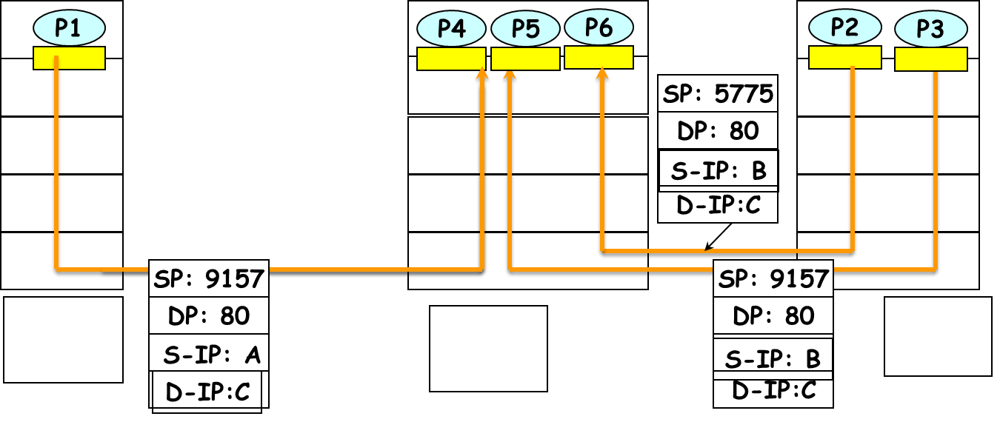 P1
P4
P5
P6
P2
P3
SP: 5775
DP: 80
S-IP: B
D-IP:C
SP: 9157
DP: 80
S-IP: A
D-IP:C
SP: 9157
DP: 80
S-IP: B
D-IP:C